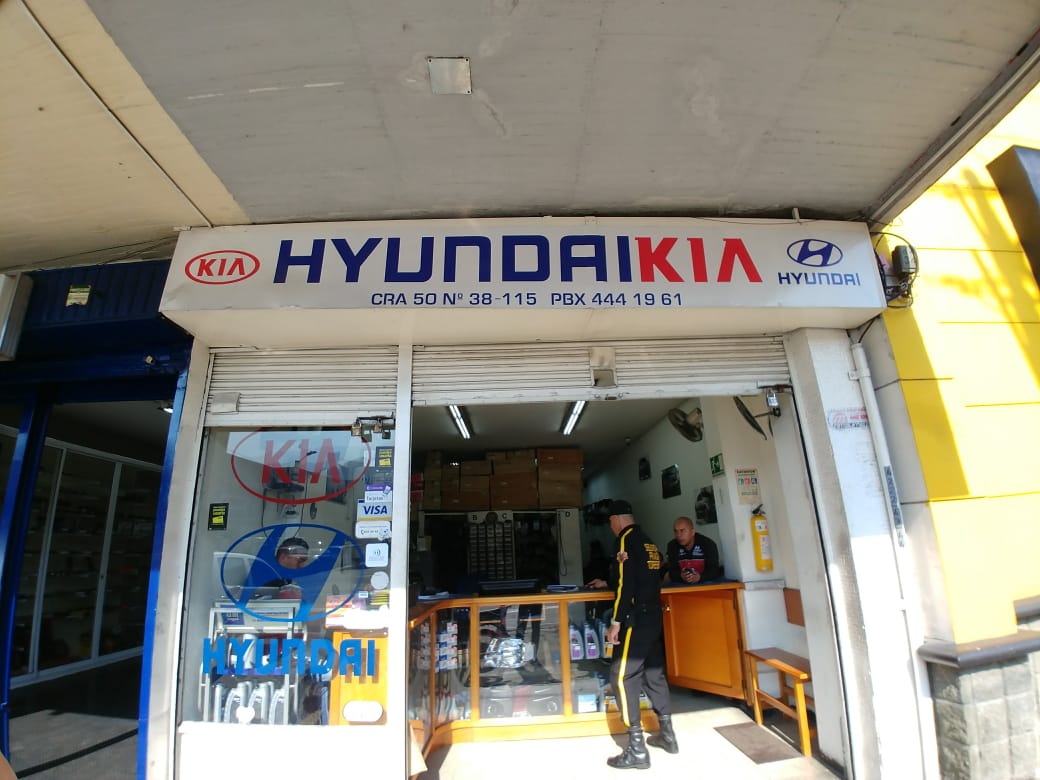 KIA HYUNDAIKIA HYUNDAI
CRA 50 Nº 38-115 PBX 444 19 61
KIA
HYUNDAI
VISA
B C D